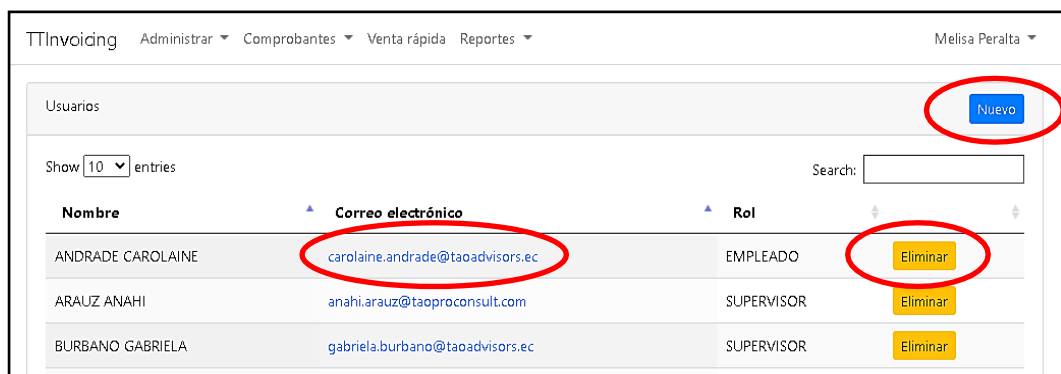 TTInvoicing Administrar Comprobantes Venta rápida Reportes Melisa Peralta
Usuarios Nuevo
Show 10 entries Search:
Nombre Correo electrónico Rol
ANDRADE CAROLAINE carolaine.andrade@taoadvisors.ec EMPLEADO Eliminar
ARAUZ ANAHI anahi.arauz@taoproconsult.com SUPERVISOR Eliminar
BURBANO GABRIELA gabriela.burbano@taoadvisors.ec SUPERVISOR Eliminar